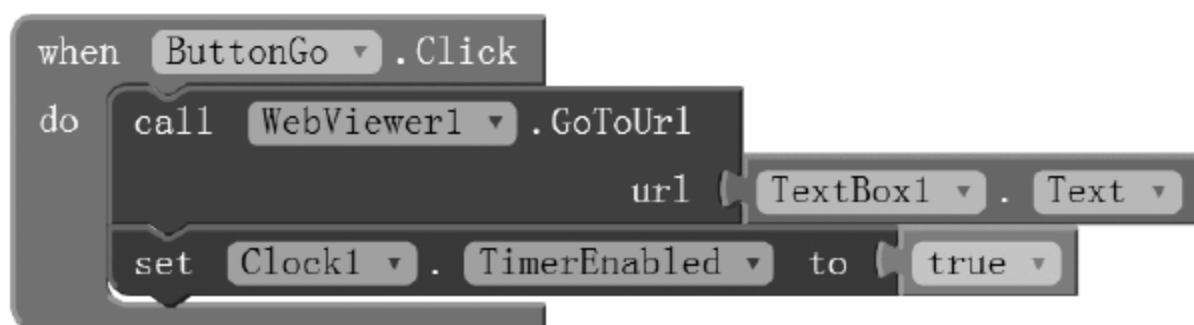 when ButtonGo .Click
do call WebViewer1 .GoToUrl
url TextBox1 . Text
set Clock1 . TimerEnabled to true